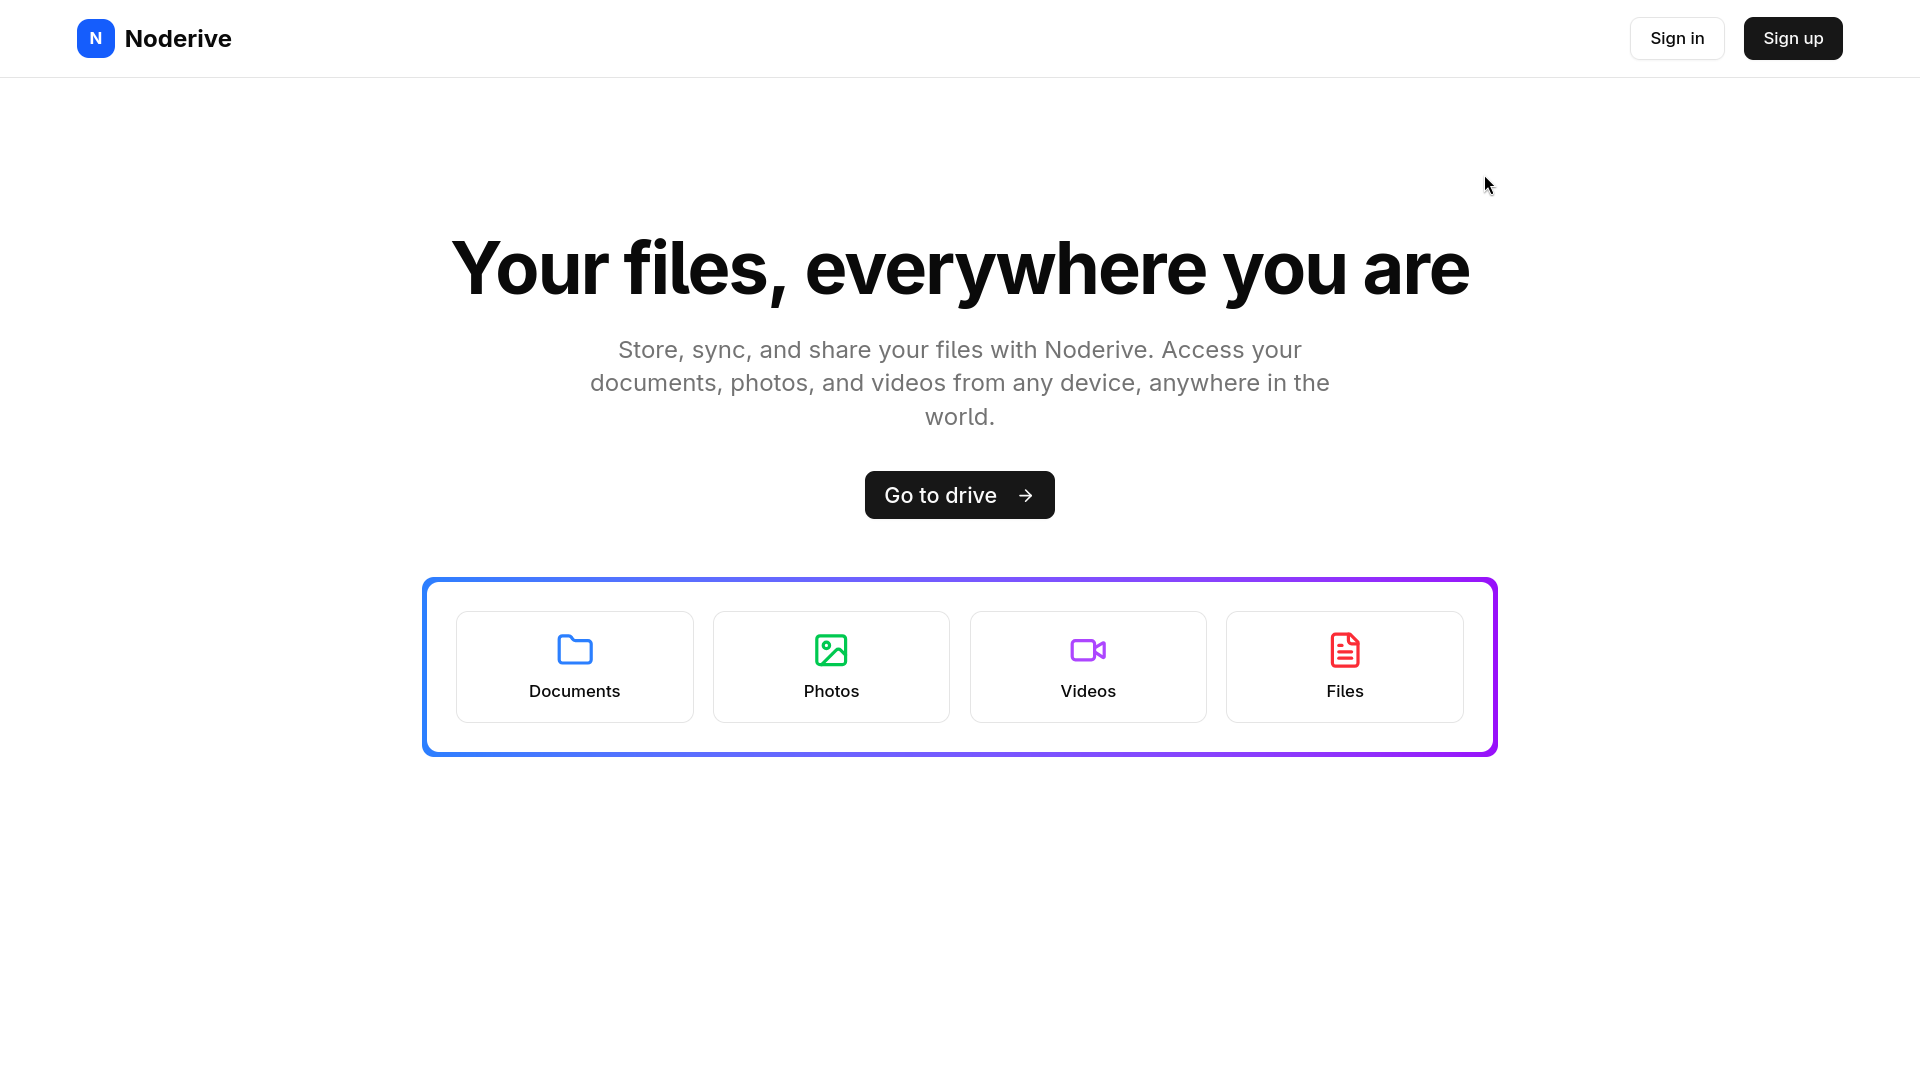 N
Noderive
Sign in
Sign up
Your files, everywhere you are
Store, sync, and share your files with Noderive. Access your
documents, photos, and videos from any device, anywhere in the
world.
Go to drive
Documents
Photos
Videos
Files